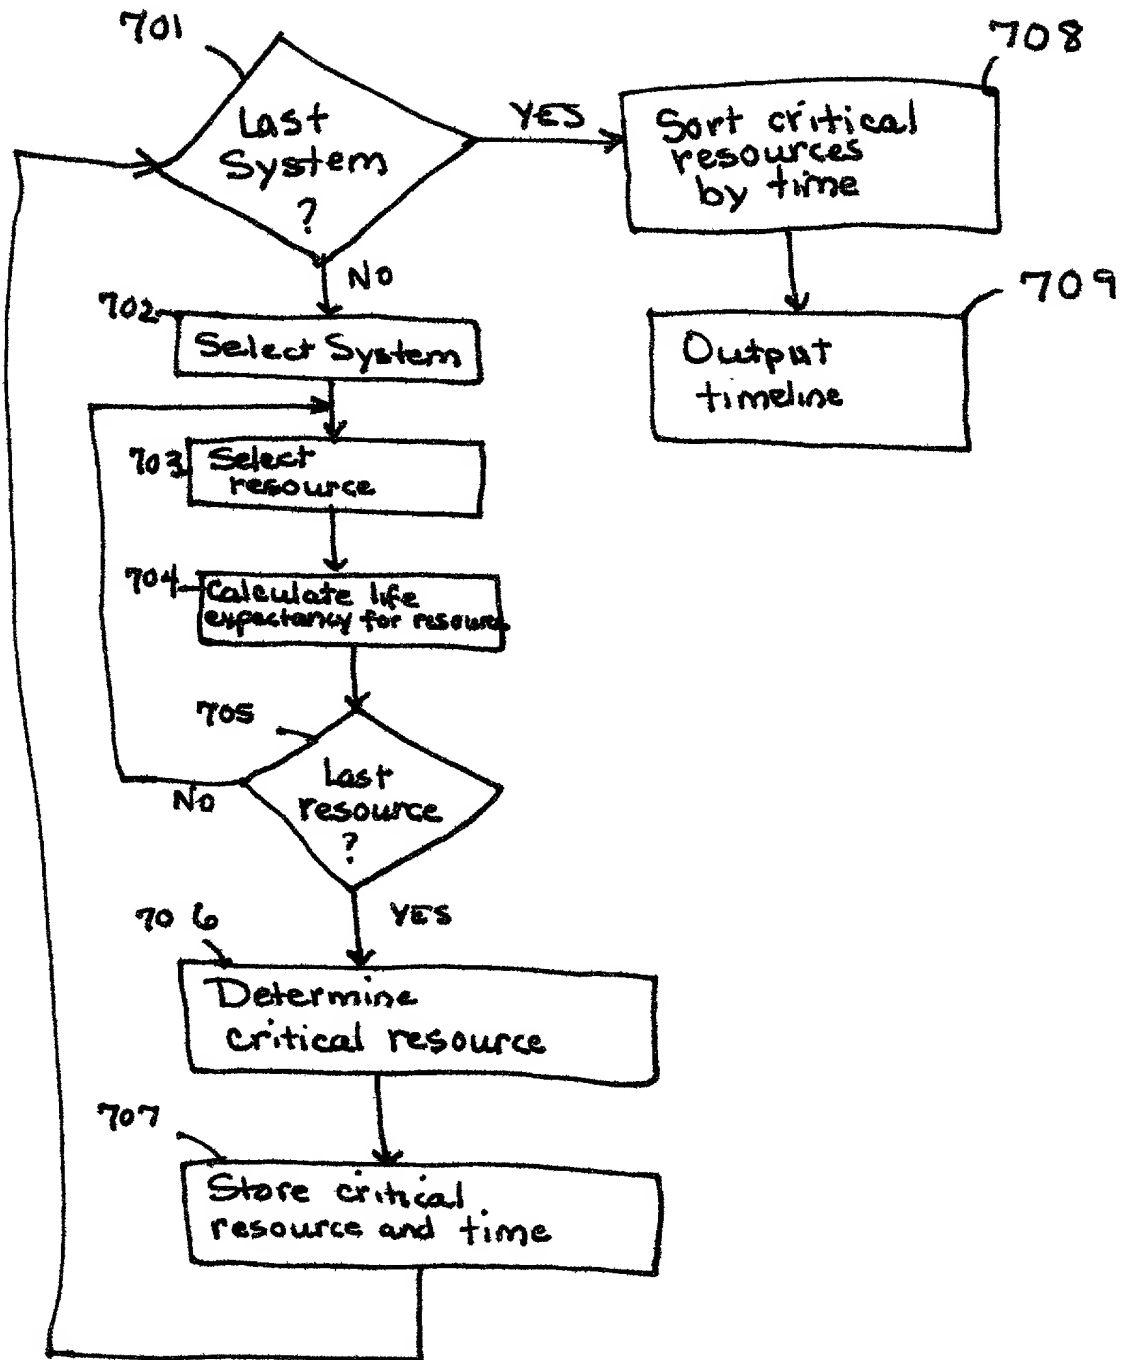 701
Last
System
?
YES
708
Sort critical
resources
by time
NO
709
Output
timeline
702
Select System
703
Select
resource
704
Calculate life
expectancy for resource
705
Last
resource
?
NO
YES
706
Determine
critical resource
707
Store critical
resource and time